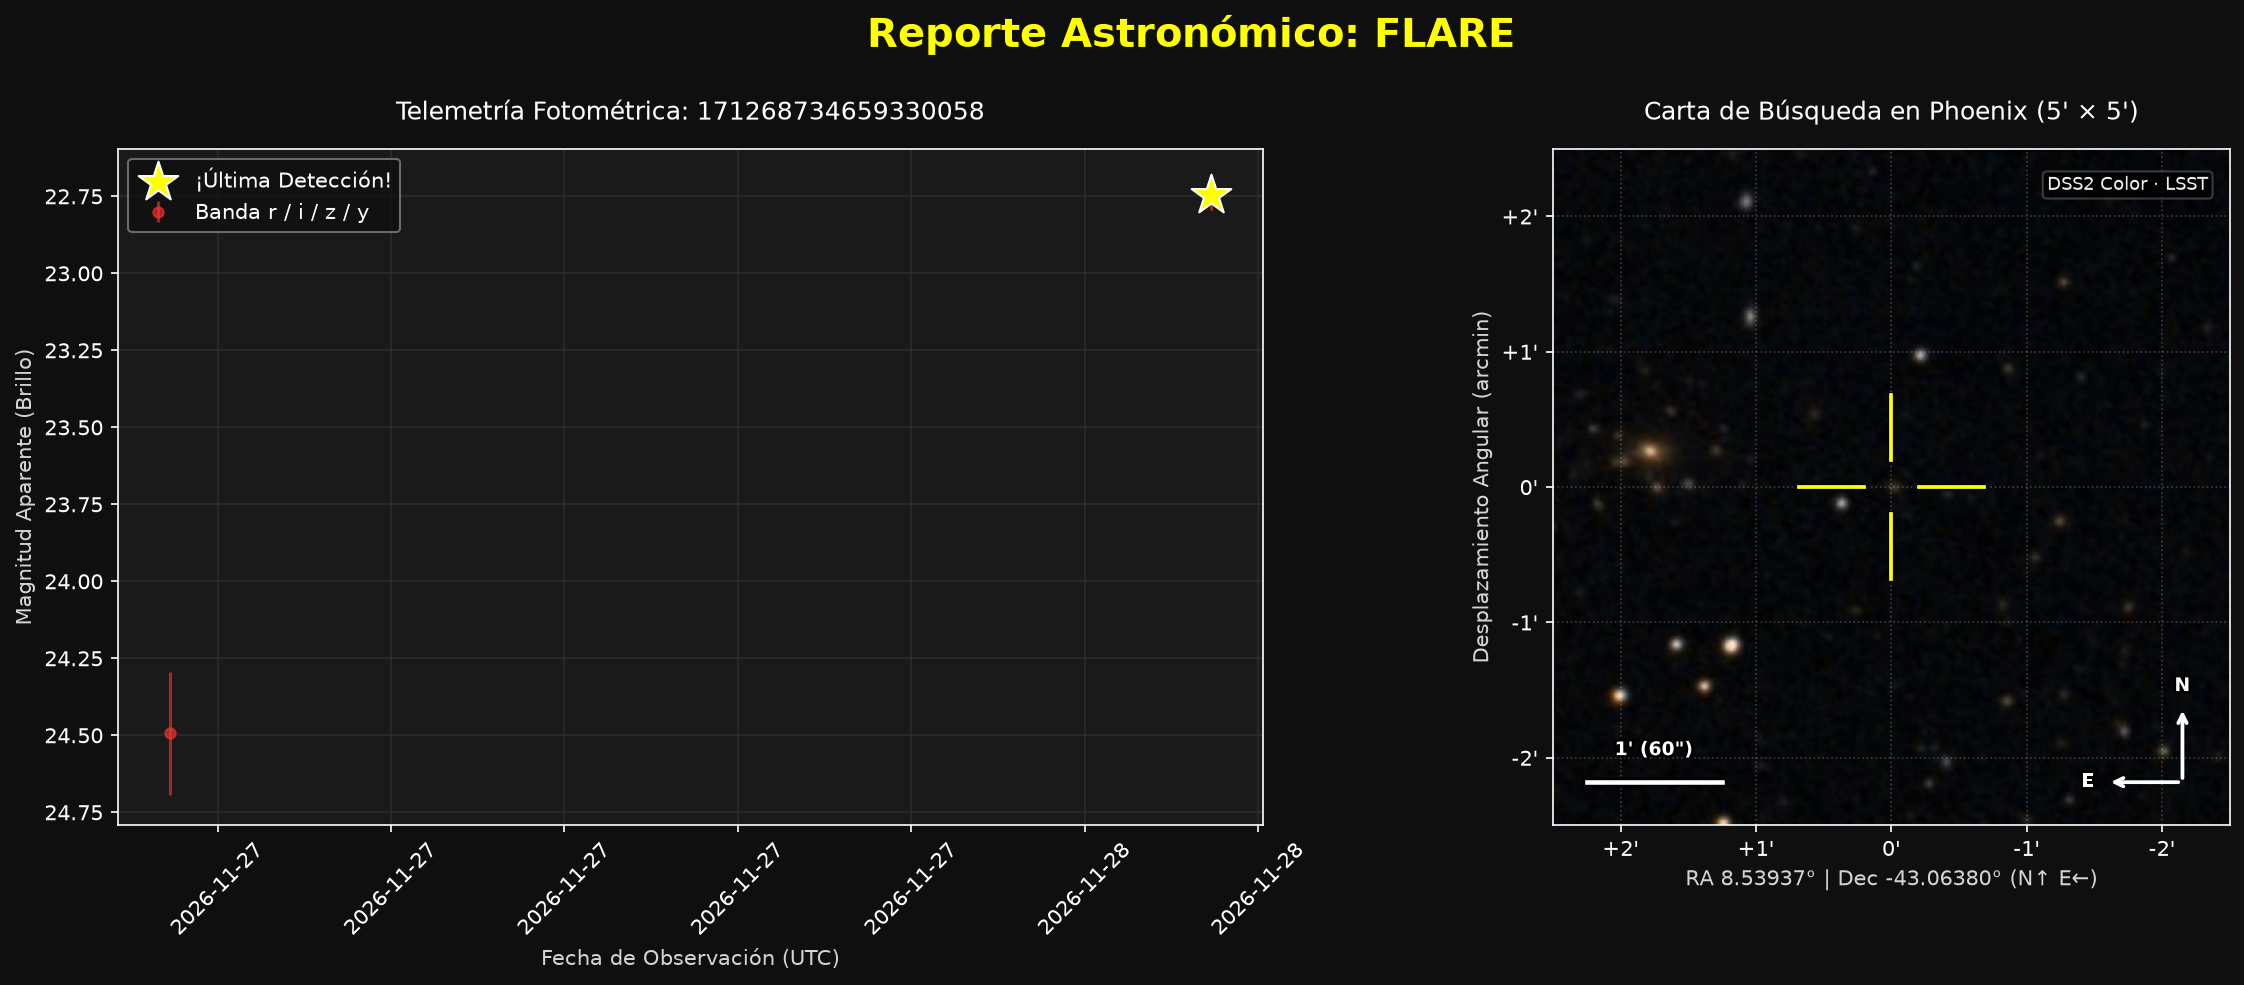 Reporte Astronómico: FLARE
Telemetría Fotométrica: 171268734659330058
¡Última Detección!
Banda r / i / z / y
Magnitud Aparente (Brillo)
22.75
23.00
23.25
23.50
23.75
24.00
24.25
24.50
24.75
2026-11-27
2026-11-27
2026-11-27
2026-11-27
2026-11-27
2026-11-28
2026-11-28
Fecha de Observación (UTC)
Carta de Búsqueda en Phoenix (5' × 5')
DSS2 Color · LSST
Desplazamiento Angular (arcmin)
+2'
+1'
0'
-1'
-2'
N
E
1' (60")
+2'
+1'
0'
-1'
-2'
RA 8.53937° | Dec -43.06380° (N↑ E←)